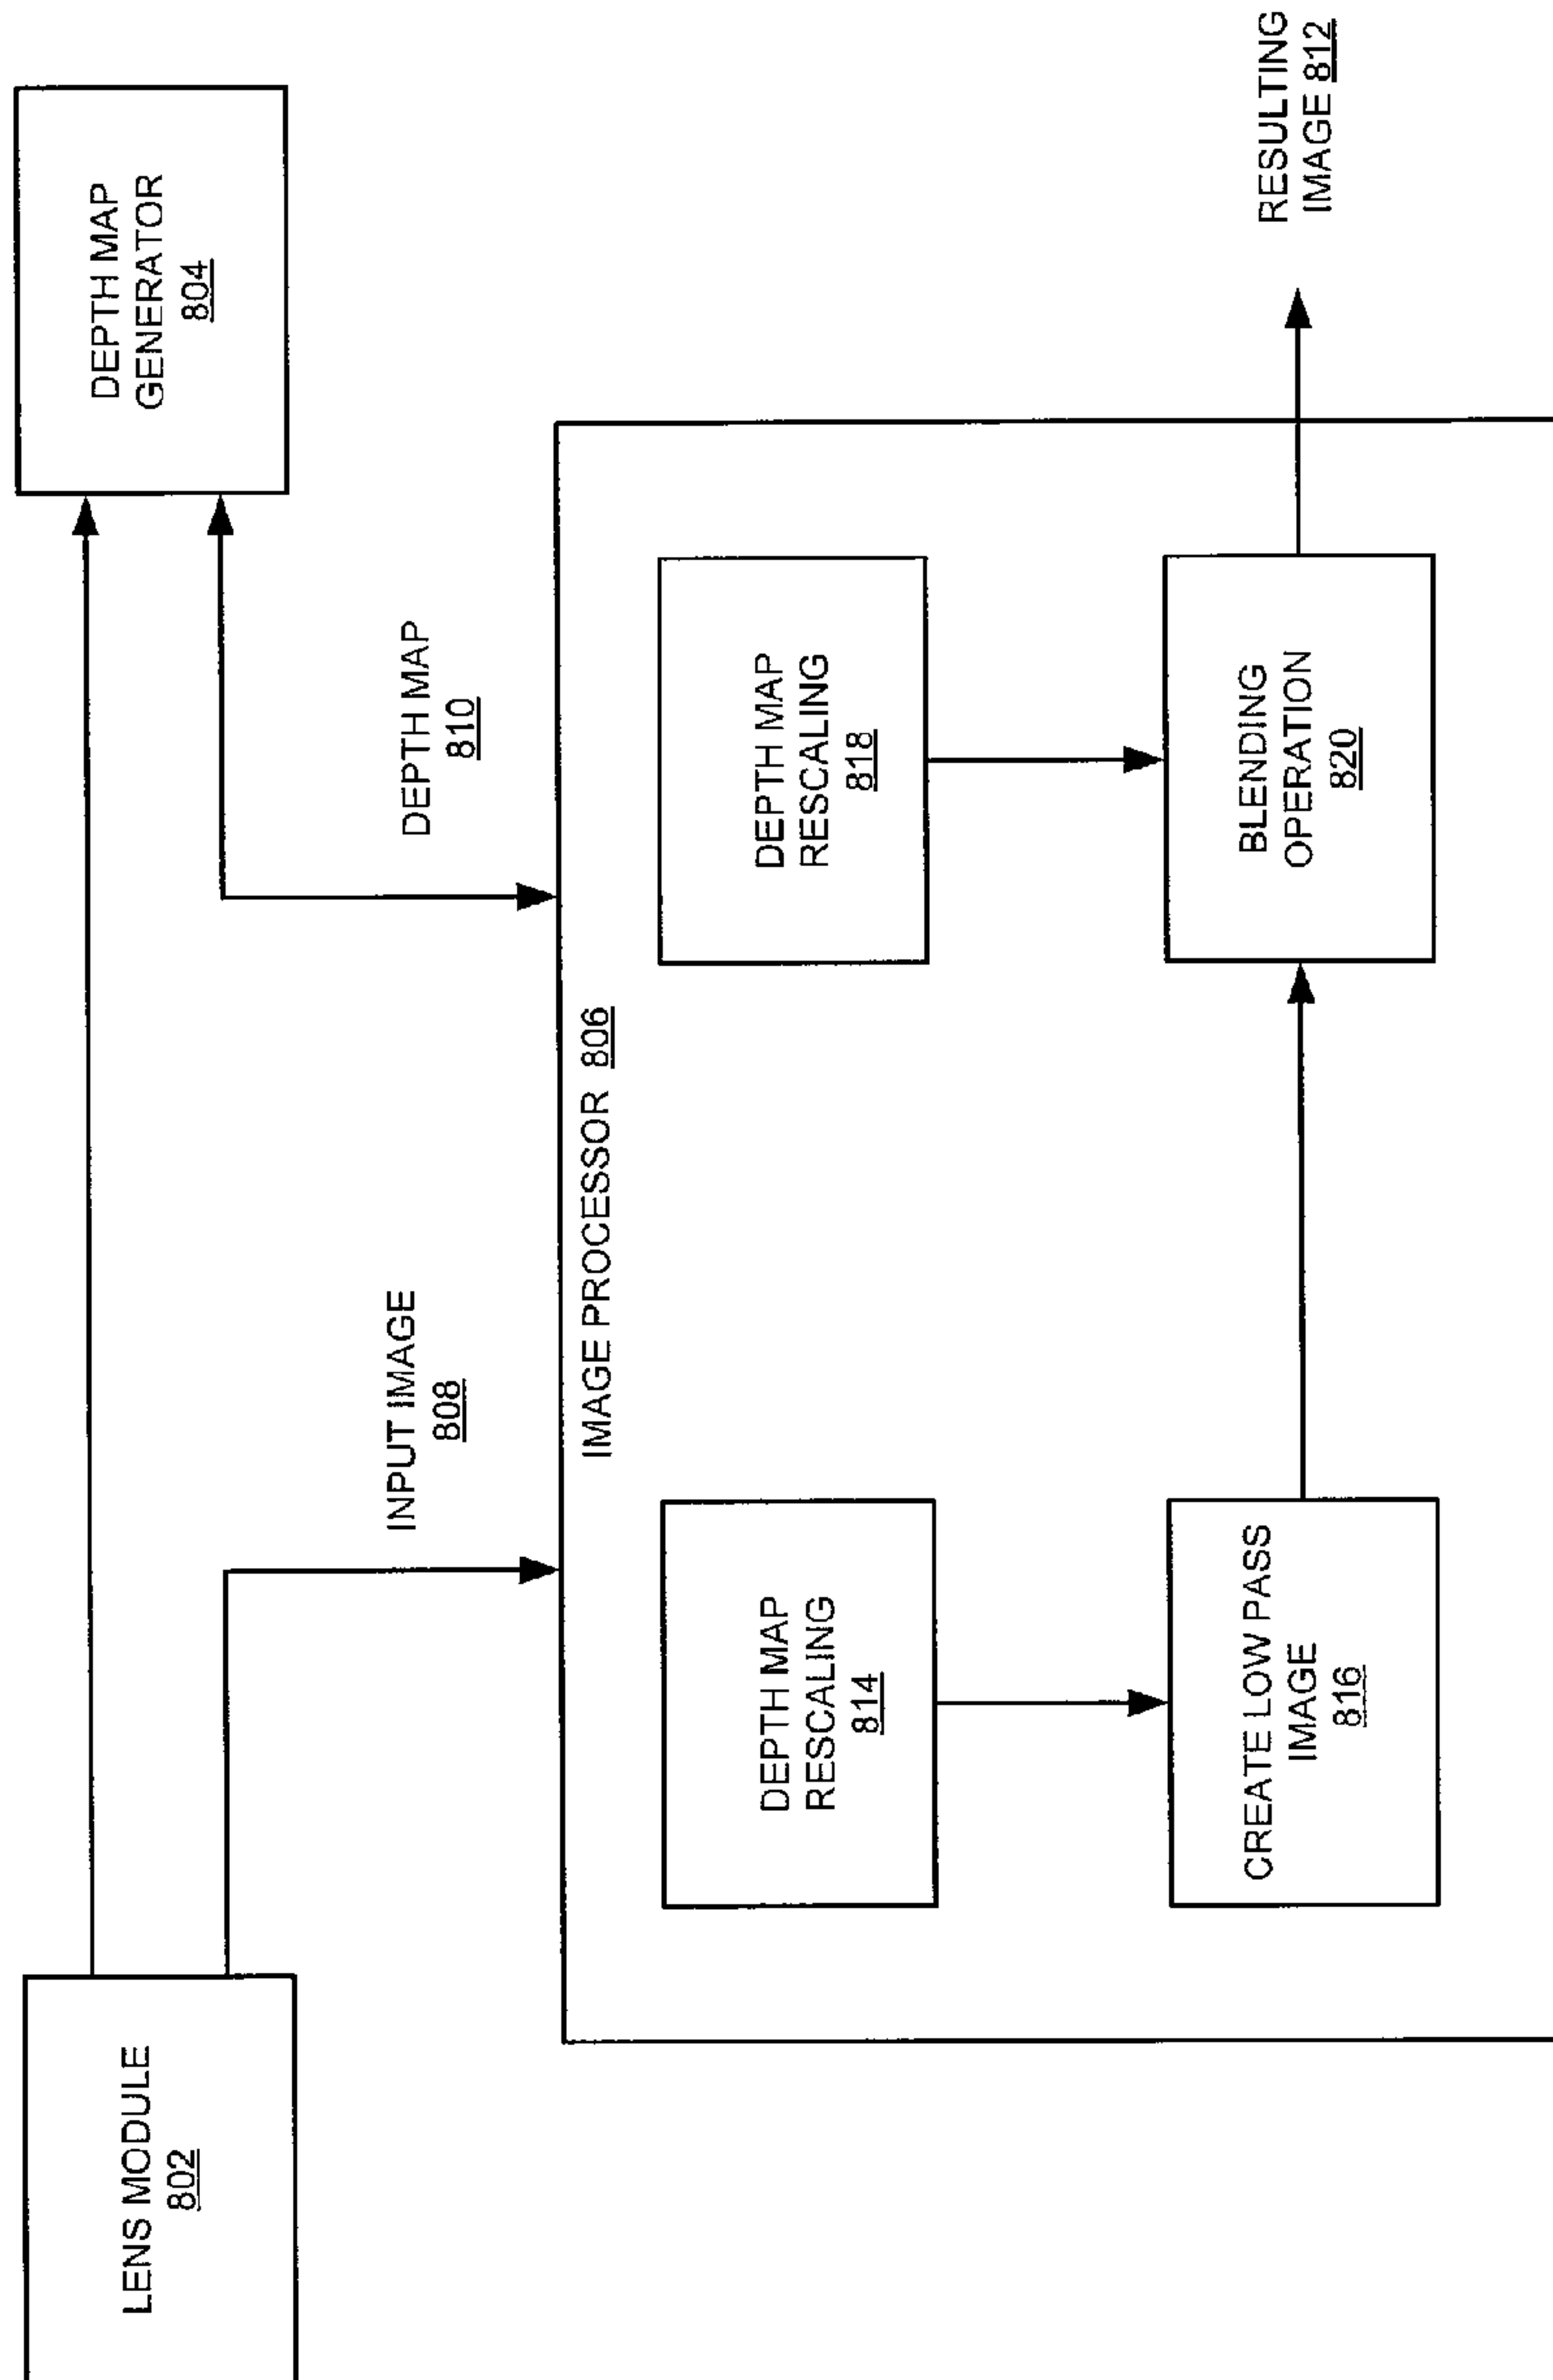 LENS MODULE
802
DEPTH MAP
GENERATOR
804
INPUT IMAGE
808
DEPTH MAP
810
IMAGE PROCESSOR 806
DEPTH MAP
RESCALING
814
DEPTH MAP
RESCALING
818
CREATE LOW PASS
IMAGE
816
BLENDING
OPERATION
820
RESULTING
IMAGE 812